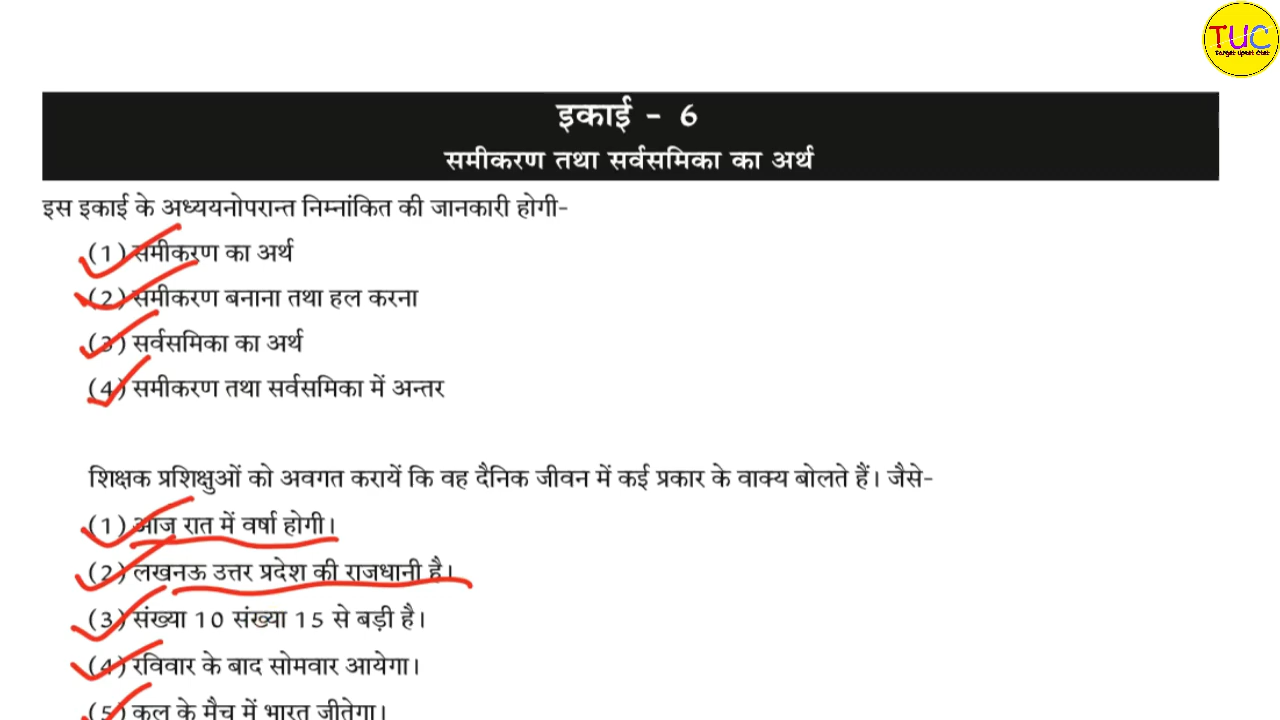 TUC
Target Uptet Ctet
इकाई - 6
समीकरण तथा सर्वसमिका का अर्थ
इस इकाई के अध्ययनोपरान्त निम्नांकित की जानकारी होगी-
(1) समीकरण का अर्थ
(2) समीकरण बनाना तथा हल करना
(3) सर्वसमिका का अर्थ
(4) समीकरण तथा सर्वसमिका में अन्तर
शिक्षक प्रशिक्षुओं को अवगत करायें कि वह दैनिक जीवन में कई प्रकार के वाक्य बोलते हैं। जैसे-
(1) आज रात में वर्षा होगी।
(2) लखनऊ उत्तर प्रदेश की राजधानी है।
(3) संख्या 10 संख्या 15 से बड़ी है।
(4) रविवार के बाद सोमवार आयेगा।
(5) कल के मैच में भारत जीतेगा।